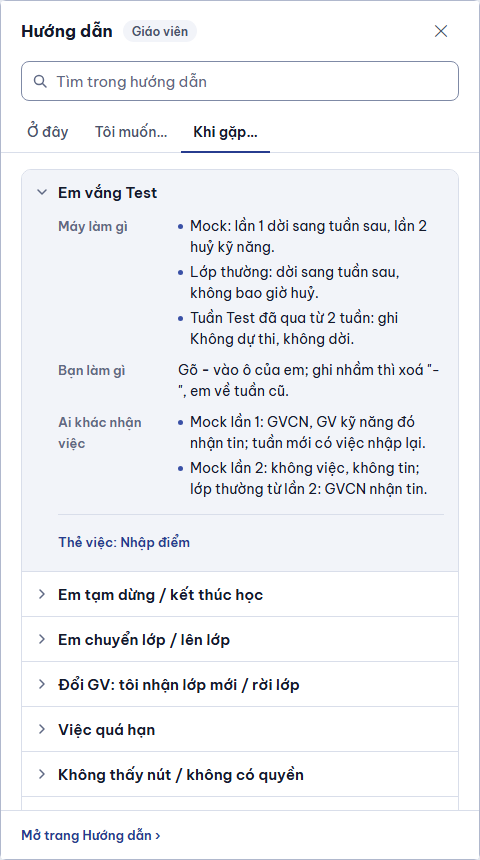 Hướng dẫn Giáo viên
Tìm trong hướng dẫn
Ở đây Tôi muốn... Khi gặp...
Em vắng Test
Máy làm gì
Mock: lần 1 dời sang tuần sau, lần 2
huỷ kỹ năng.
Lớp thường: dời sang tuần sau,
không bao giờ huỷ.
Tuần Test đã qua từ 2 tuần: ghi
Không dự thi, không dời.
Bạn làm gì
Gõ - vào ô của em; ghi nhầm thì xoá "-
", em về tuần cũ.
Ai khác nhận
việc
Mock lần 1: GVCN, GV kỹ năng đó
nhận tin; tuần mới có việc nhập lại.
Mock lần 2: không việc, không tin;
lớp thường từ lần 2: GVCN nhận tin.
Thẻ việc: Nhập điểm
Em tạm dừng / kết thúc học
Em chuyển lớp / lên lớp
Đổi GV: tôi nhận lớp mới / rời lớp
Việc quá hạn
Không thấy nút / không có quyền
Mở trang Hướng dẫn ›